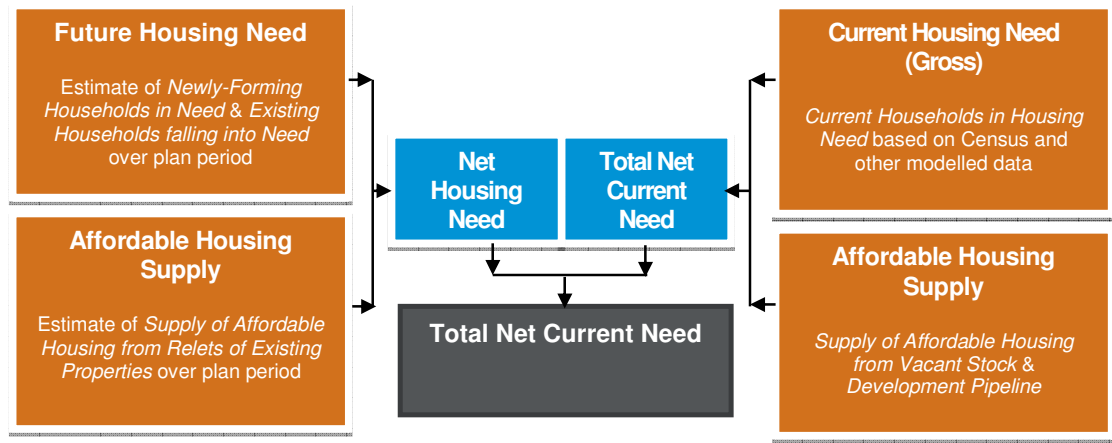 Future Housing Need
Estimate of Newly-Forming
Households in Need & Existing
Households falling into Need
over plan period
Affordable Housing
Supply
Estimate of Supply of Affordable
Housing from Relets of Existing
Properties over plan period
Net
Housing
Need
Total Net
Current
Need
Total Net Current Need
Current Housing Need
(Gross)
Current Households in Housing
Need based on Census and
other modelled data
Affordable Housing
Supply
Supply of Affordable Housing
from Vacant Stock &
Development Pipeline